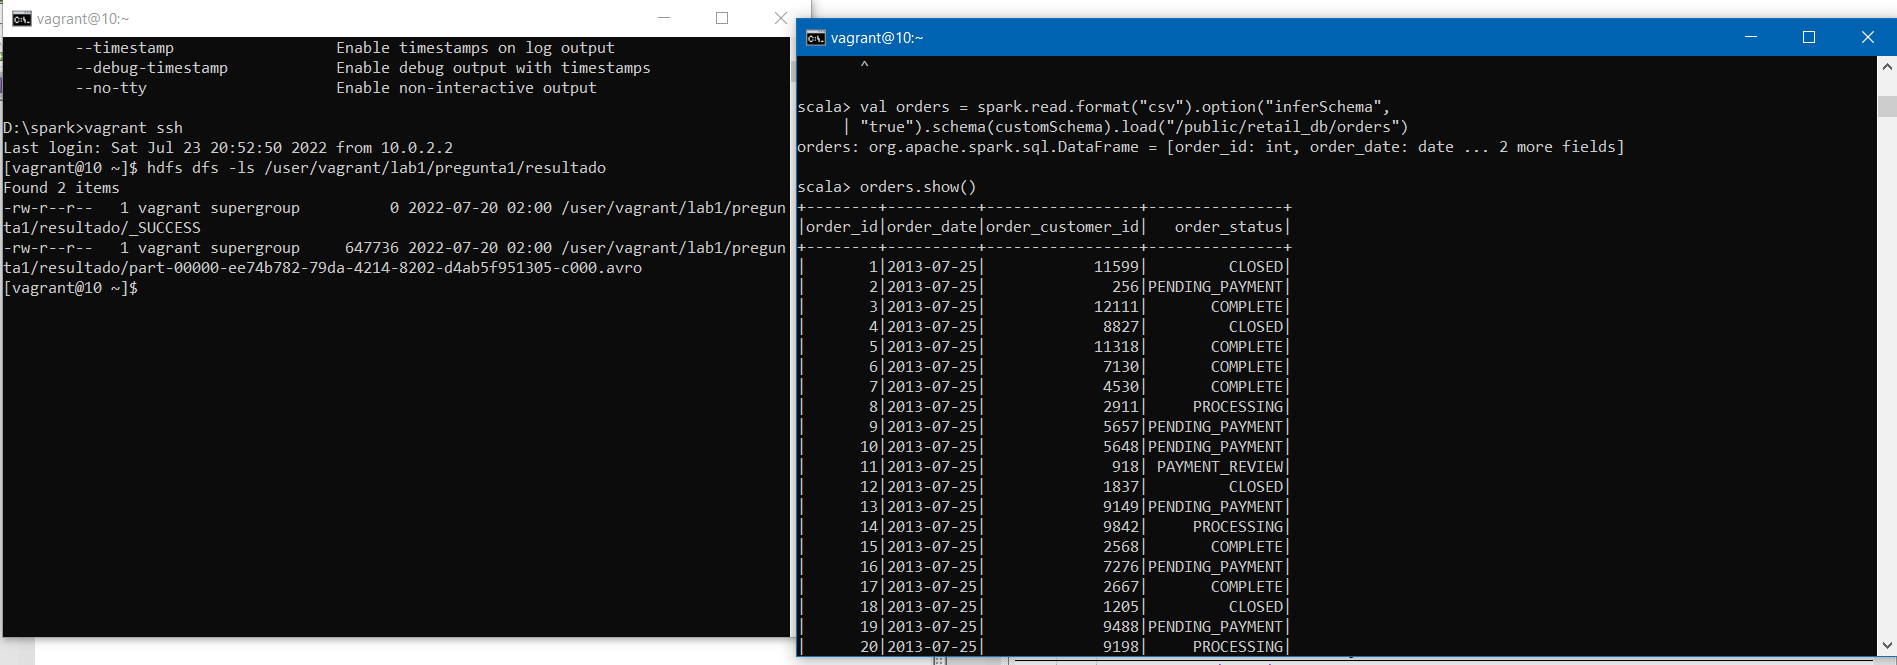 vagrant@10:~
--timestamp                  Enable timestamps on log output
--debug-timestamp            Enable debug output with timestamps
--no-tty                     Enable non-interactive output
D:\spark>vagrant ssh
Last login: Sat Jul 23 20:52:50 2022 from 10.0.2.2
[vagrant@10 ~]$ hdfs dfs -ls /user/vagrant/lab1/pregunta1/resultado
Found 2 items
-rw-r--r--   1 vagrant supergroup          0 2022-07-20 02:00 /user/vagrant/lab1/pregun
ta1/resultado/_SUCCESS
-rw-r--r--   1 vagrant supergroup     647736 2022-07-20 02:00 /user/vagrant/lab1/pregun
ta1/resultado/part-00000-ee74b782-79da-4214-8202-d4ab5f951305-c000.avro
[vagrant@10 ~]$
vagrant@10:~
^
scala> val orders = spark.read.format("csv").option("inferSchema",
     | "true").schema(customSchema).load("/public/retail_db/orders")
orders: org.apache.spark.sql.DataFrame = [order_id: int, order_date: date ... 2 more fields]
scala> orders.show()
+--------+----------+-----------------+---------------+
|order_id|order_date|order_customer_id|   order_status|
+--------+----------+-----------------+---------------+
|       1|2013-07-25|            11599|         CLOSED|
|       2|2013-07-25|              256|PENDING_PAYMENT|
|       3|2013-07-25|            12111|       COMPLETE|
|       4|2013-07-25|             8827|         CLOSED|
|       5|2013-07-25|            11318|       COMPLETE|
|       6|2013-07-25|             7130|       COMPLETE|
|       7|2013-07-25|             4530|       COMPLETE|
|       8|2013-07-25|             2911|     PROCESSING|
|       9|2013-07-25|             5657|PENDING_PAYMENT|
|      10|2013-07-25|             5648|PENDING_PAYMENT|
|      11|2013-07-25|              918| PAYMENT_REVIEW|
|      12|2013-07-25|             1837|         CLOSED|
|      13|2013-07-25|             9149|PENDING_PAYMENT|
|      14|2013-07-25|             9842|     PROCESSING|
|      15|2013-07-25|             2568|       COMPLETE|
|      16|2013-07-25|             7276|PENDING_PAYMENT|
|      17|2013-07-25|             2667|       COMPLETE|
|      18|2013-07-25|             1205|         CLOSED|
|      19|2013-07-25|             9488|PENDING_PAYMENT|
|      20|2013-07-25|             9198|     PROCESSING|